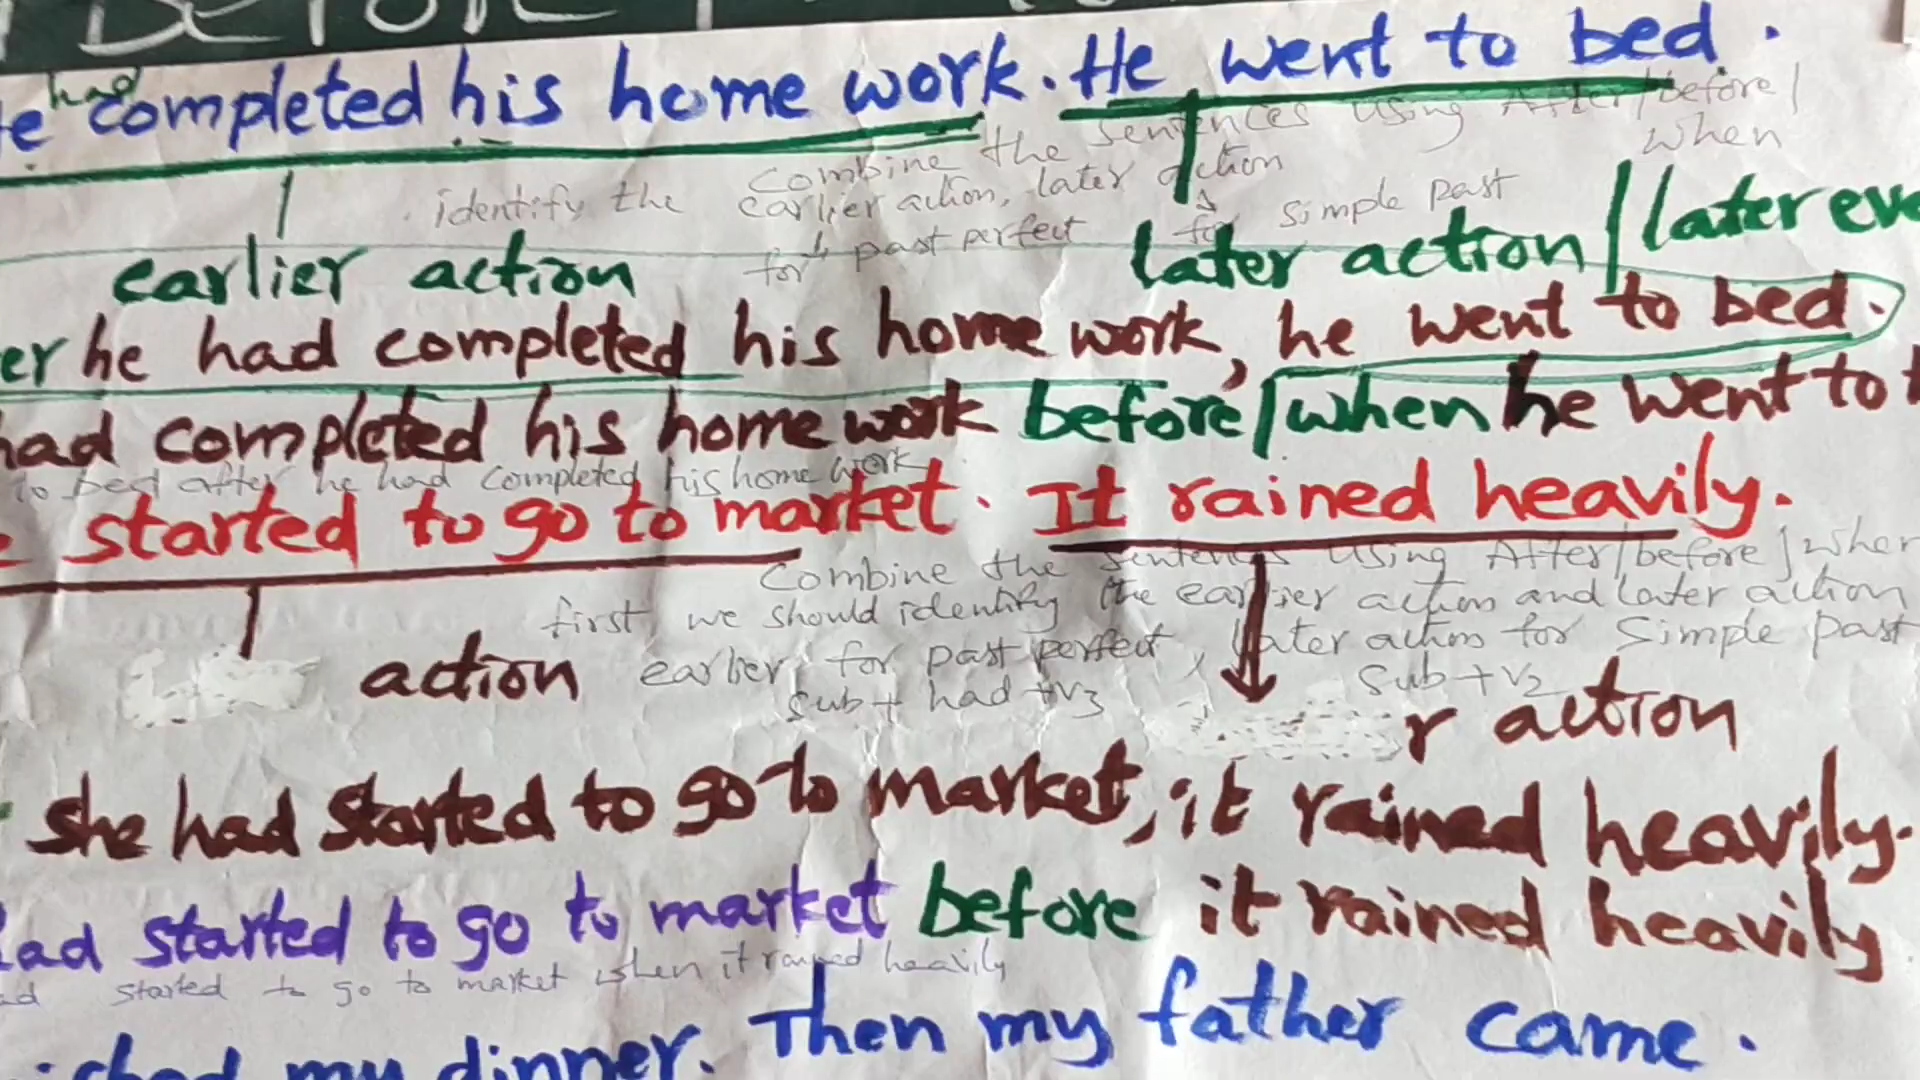 Before
had
e completed his home work. He went to bed.
Combine the sentences using After/before/
when
identify the earlier action, later action
for past perfect for simple past
earlier action later action/later eve
er he had completed his home work, he went to bed.
had completed his home work before/when he went to
to bed after he had completed his home work
started to go to market. It rained heavily.
Combine the sentences using After/before/when
first we should identify the earlier action and later action
earlier for past perfect, later action for Simple past
Sub + had + V3 Sub + V2
action r action
She had started to go to market, it rained heavily.
had started to go to market before it rained heavily
ad started to go to market when it rained heavily
my dinner. Then my father came.